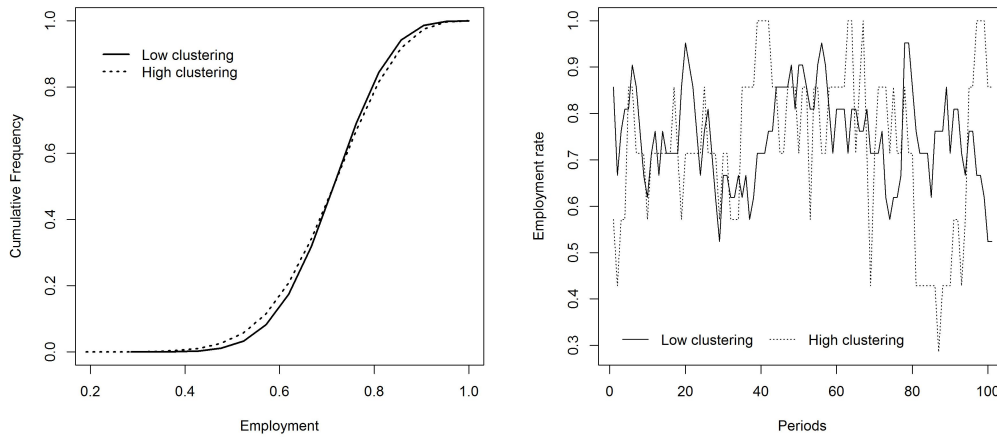 Cumulative Frequency
0.0
0.2
0.4
0.6
0.8
1.0
Low clustering
High clustering
0.2 0.4 0.6 0.8 1.0
Employment
Employment rate
0.3
0.4
0.5
0.6
0.7
0.8
0.9
1.0
Low clustering High clustering
0 20 40 60 80 100
Periods